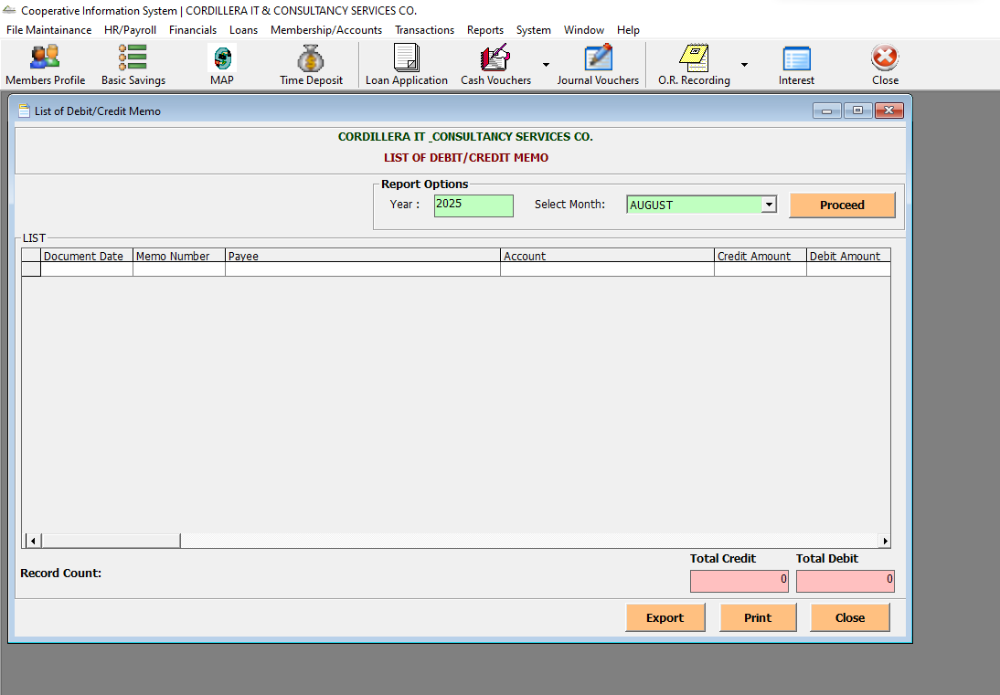 Cooperative Information System | CORDILLERA IT & CONSULTANCY SERVICES CO.
File Maintainance HR/Payroll Financials Loans Membership/Accounts Transactions Reports System Window Help
Members Profile Basic Savings MAP Time Deposit Loan Application Cash Vouchers Journal Vouchers O.R. Recording Interest Close
List of Debit/Credit Memo
CORDILLERA IT _CONSULTANCY SERVICES CO.
LIST OF DEBIT/CREDIT MEMO
Report Options
Year : 2025 Select Month: AUGUST Proceed
LIST
Document Date Memo Number Payee Account Credit Amount Debit Amount
Total Credit Total Debit
Record Count: 0 0
Export Print Close